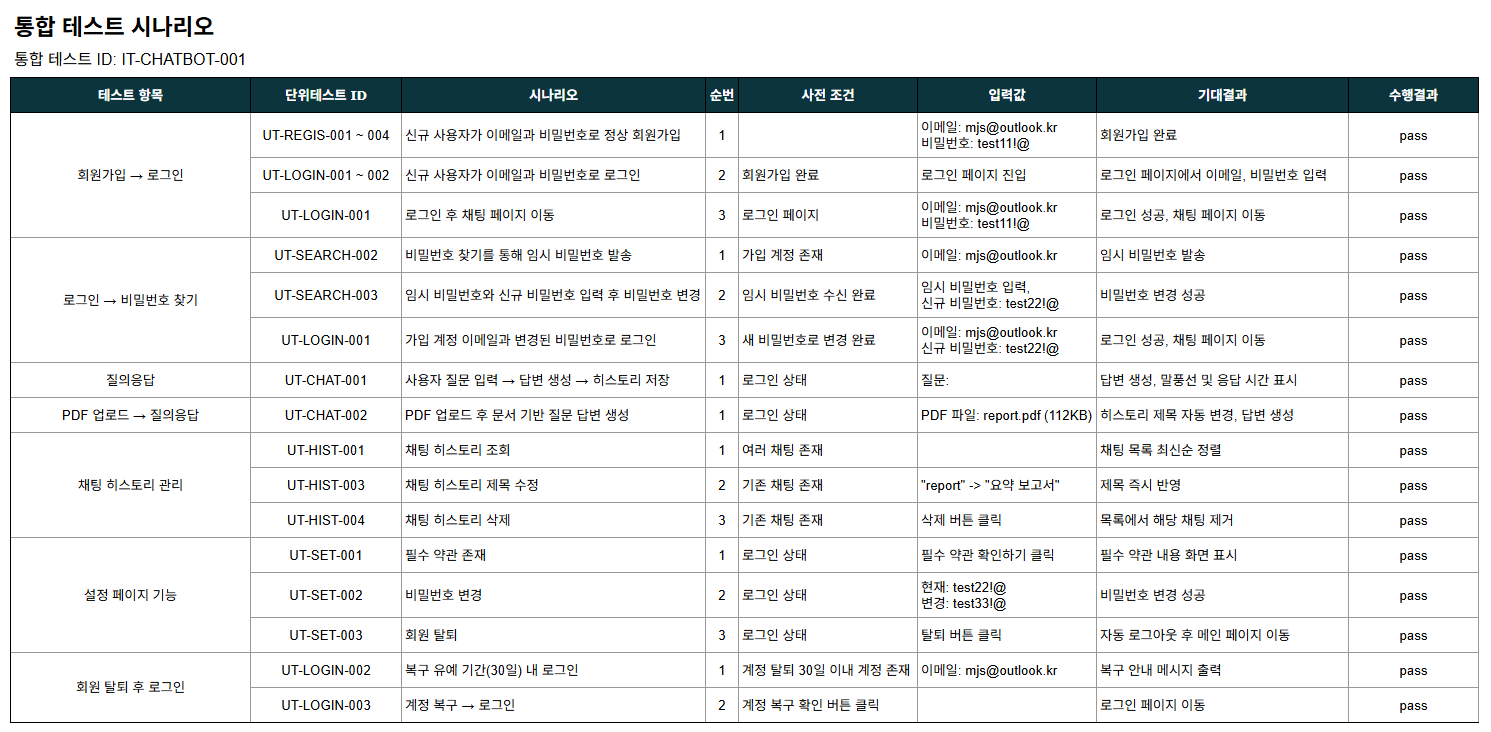 통합 테스트 시나리오
통합 테스트 ID: IT-CHATBOT-001
테스트 항목 단위테스트 ID 시나리오 순번 사전 조건 입력값 기대결과 수행결과
회원가입 → 로그인
UT-REGIS-001 ~ 004 신규 사용자가 이메일과 비밀번호로 정상 회원가입 1 이메일: mjs@outlook.kr
비밀번호: test11!@ 회원가입 완료 pass
UT-LOGIN-001 ~ 002 신규 사용자가 이메일과 비밀번호로 로그인 2 회원가입 완료 로그인 페이지 진입 로그인 페이지에서 이메일, 비밀번호 입력 pass
UT-LOGIN-001 로그인 후 채팅 페이지 이동 3 로그인 페이지 이메일: mjs@outlook.kr
비밀번호: test11!@ 로그인 성공, 채팅 페이지 이동 pass
로그인 → 비밀번호 찾기
UT-SEARCH-002 비밀번호 찾기를 통해 임시 비밀번호 발송 1 가입 계정 존재 이메일: mjs@outlook.kr 임시 비밀번호 발송 pass
UT-SEARCH-003 임시 비밀번호와 신규 비밀번호 입력 후 비밀번호 변경 2 임시 비밀번호 수신 완료 임시 비밀번호 입력,
신규 비밀번호: test22!@ 비밀번호 변경 성공 pass
UT-LOGIN-001 가입 계정 이메일과 변경된 비밀번호로 로그인 3 새 비밀번호로 변경 완료 이메일: mjs@outlook.kr
신규 비밀번호: test22!@ 로그인 성공, 채팅 페이지 이동 pass
질의응답 UT-CHAT-001 사용자 질문 입력 → 답변 생성 → 히스토리 저장 1 로그인 상태 질문: 답변 생성, 말풍선 및 응답 시간 표시 pass
PDF 업로드 → 질의응답 UT-CHAT-002 PDF 업로드 후 문서 기반 질문 답변 생성 1 로그인 상태 PDF 파일: report.pdf (112KB) 히스토리 제목 자동 변경, 답변 생성 pass
채팅 히스토리 관리
UT-HIST-001 채팅 히스토리 조회 1 여러 채팅 존재 채팅 목록 최신순 정렬 pass
UT-HIST-003 채팅 히스토리 제목 수정 2 기존 채팅 존재 "report" -> "요약 보고서" 제목 즉시 반영 pass
UT-HIST-004 채팅 히스토리 삭제 3 기존 채팅 존재 삭제 버튼 클릭 목록에서 해당 채팅 제거 pass
설정 페이지 기능
UT-SET-001 필수 약관 존재 1 로그인 상태 필수 약관 확인하기 클릭 필수 약관 내용 화면 표시 pass
UT-SET-002 비밀번호 변경 2 로그인 상태 현재: test22!@
변경: test33!@ 비밀번호 변경 성공 pass
UT-SET-003 회원 탈퇴 3 로그인 상태 탈퇴 버튼 클릭 자동 로그아웃 후 메인 페이지 이동 pass
회원 탈퇴 후 로그인
UT-LOGIN-002 복구 유예 기간(30일) 내 로그인 1 계정 탈퇴 30일 이내 계정 존재 이메일: mjs@outlook.kr 복구 안내 메시지 출력 pass
UT-LOGIN-003 계정 복구 → 로그인 2 계정 복구 확인 버튼 클릭 로그인 페이지 이동 pass